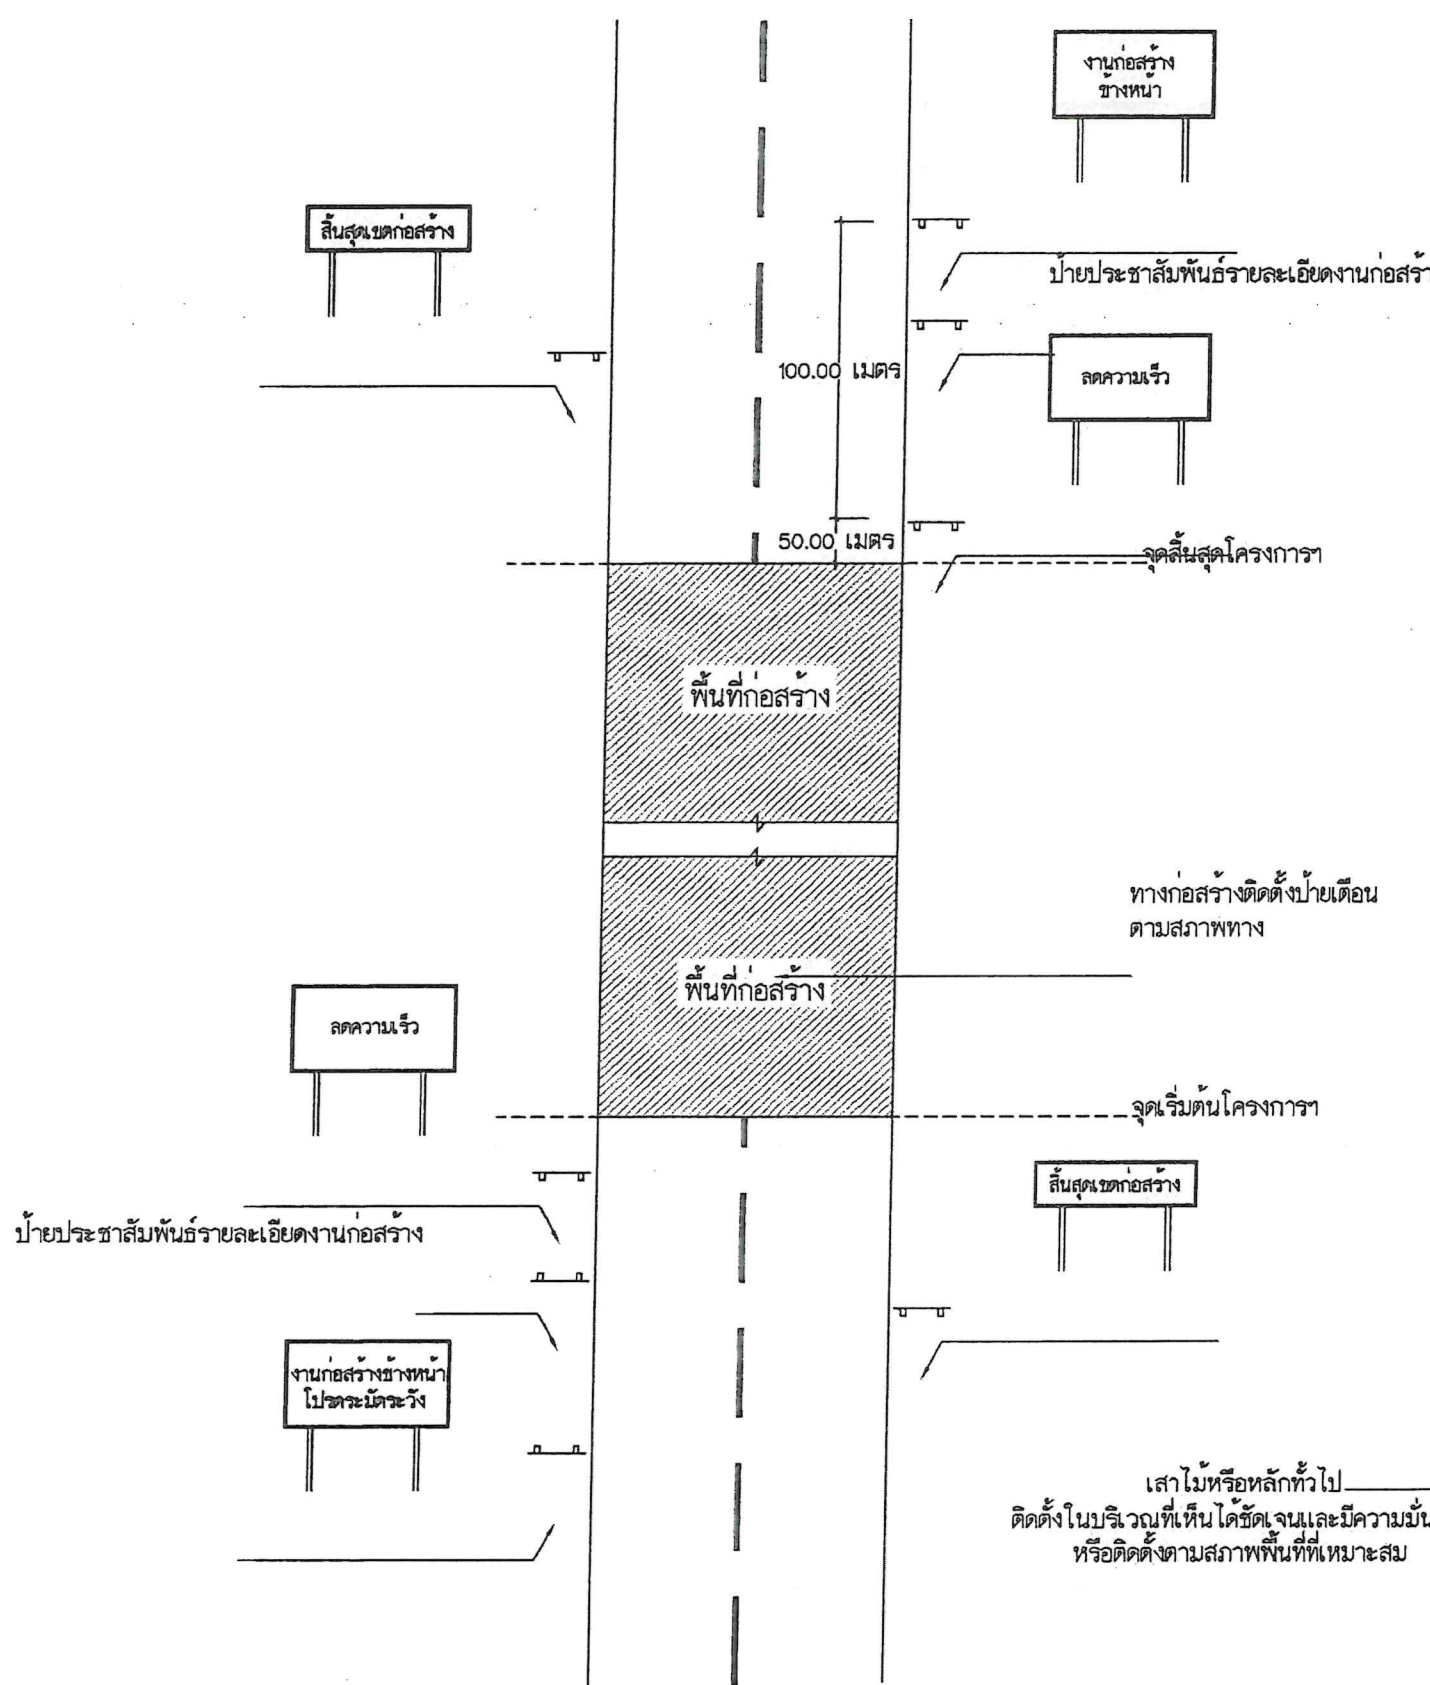 งานก่อสร้าง
ข้างหน้า
สิ้นสุดเขตก่อสร้าง
ป้ายประชาสัมพันธ์รายละเอียดงานก่อสร้า
100.00 เมตร
ลดความเร็ว
50.00 เมตร
จุดสิ้นสุดโครงการฯ
พื้นที่ก่อสร้าง
ทางก่อสร้างติดตั้งป้ายเตือน
ตามสภาพทาง
พื้นที่ก่อสร้าง
ลดความเร็ว
จุดเริ่มต้นโครงการฯ
สิ้นสุดเขตก่อสร้าง
ป้ายประชาสัมพันธ์รายละเอียดงานก่อสร้าง
งานก่อสร้างข้างหน้า
โปรดระมัดระวัง
เสาไม้หรือหลักทั่วไป
ติดตั้งในบริเวณที่เห็นได้ชัดเจนและมีความมั่น
หรือติดตั้งตามสภาพพื้นที่ที่เหมาะสม